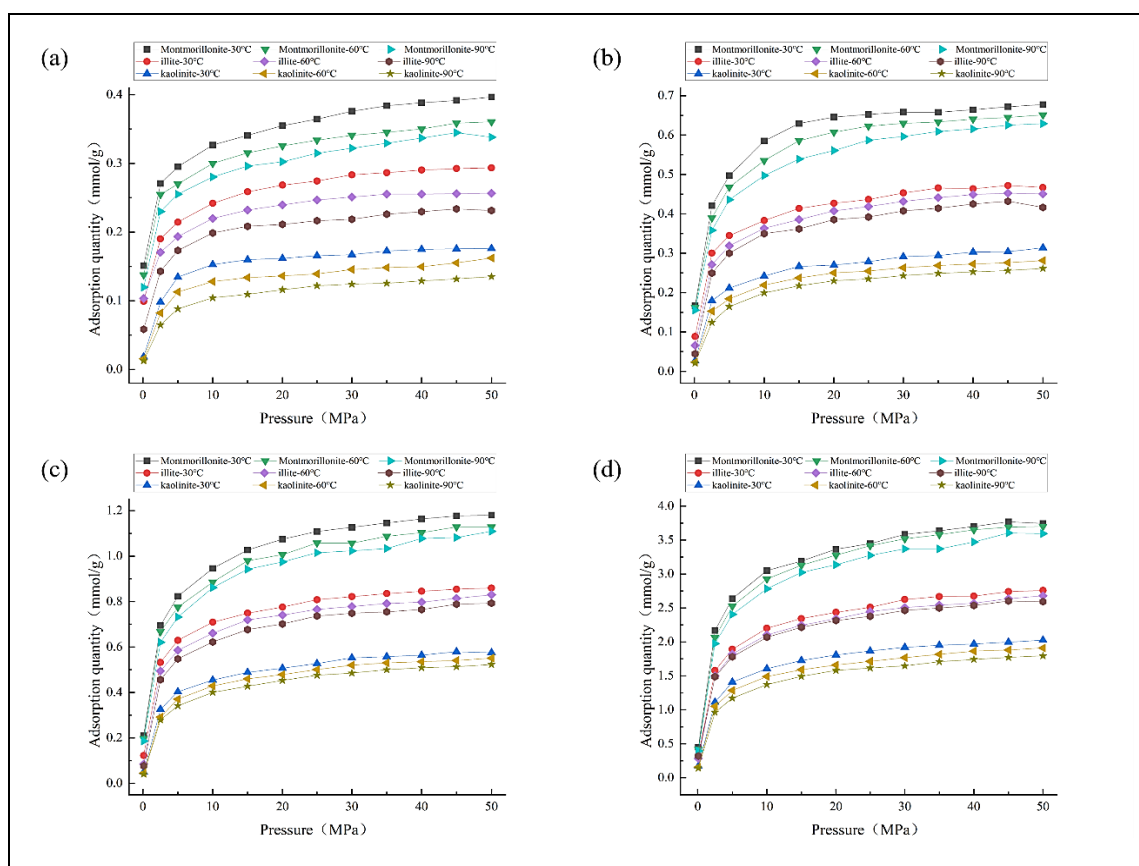 (a)
Montmorillonite-30°C Montmorillonite-60°C Montmorillonite-90°C
illite-30°C illite-60°C illite-90°C
kaolinite-30°C kaolinite-60°C kaolinite-90°C
0.4
0.3
0.2
0.1
0.0
Adsorption quantity（mmol/g）
0 10 20 30 40 50
Pressure（MPa）
(b)
Montmorillonite-30°C Montmorillonite-60°C Montmorillonite-90°C
illite-30°C illite-60°C illite-90°C
kaolinite-30°C kaolinite-60°C kaolinite-90°C
0.7
0.6
0.5
0.4
0.3
0.2
0.1
0.0
Adsorption quantity（mmol/g）
0 10 20 30 40 50
Pressure（MPa）
(c)
Montmorillonite-30°C Montmorillonite-60°C Montmorillonite-90°C
illite-30°C illite-60°C illite-90°C
kaolinite-30°C kaolinite-60°C kaolinite-90°C
1.2
1.0
0.8
0.6
0.4
0.2
0.0
Adsorption quantity（mmol/g）
0 10 20 30 40 50
Pressure（MPa）
(d)
Montmorillonite-30°C Montmorillonite-60°C Montmorillonite-90°C
illite-30°C illite-60°C illite-90°C
kaolinite-30°C kaolinite-60°C kaolinite-90°C
4.0
3.5
3.0
2.5
2.0
1.5
1.0
0.5
0.0
Adsorption quantity（mmol/g）
0 10 20 30 40 50
Pressure（MPa）